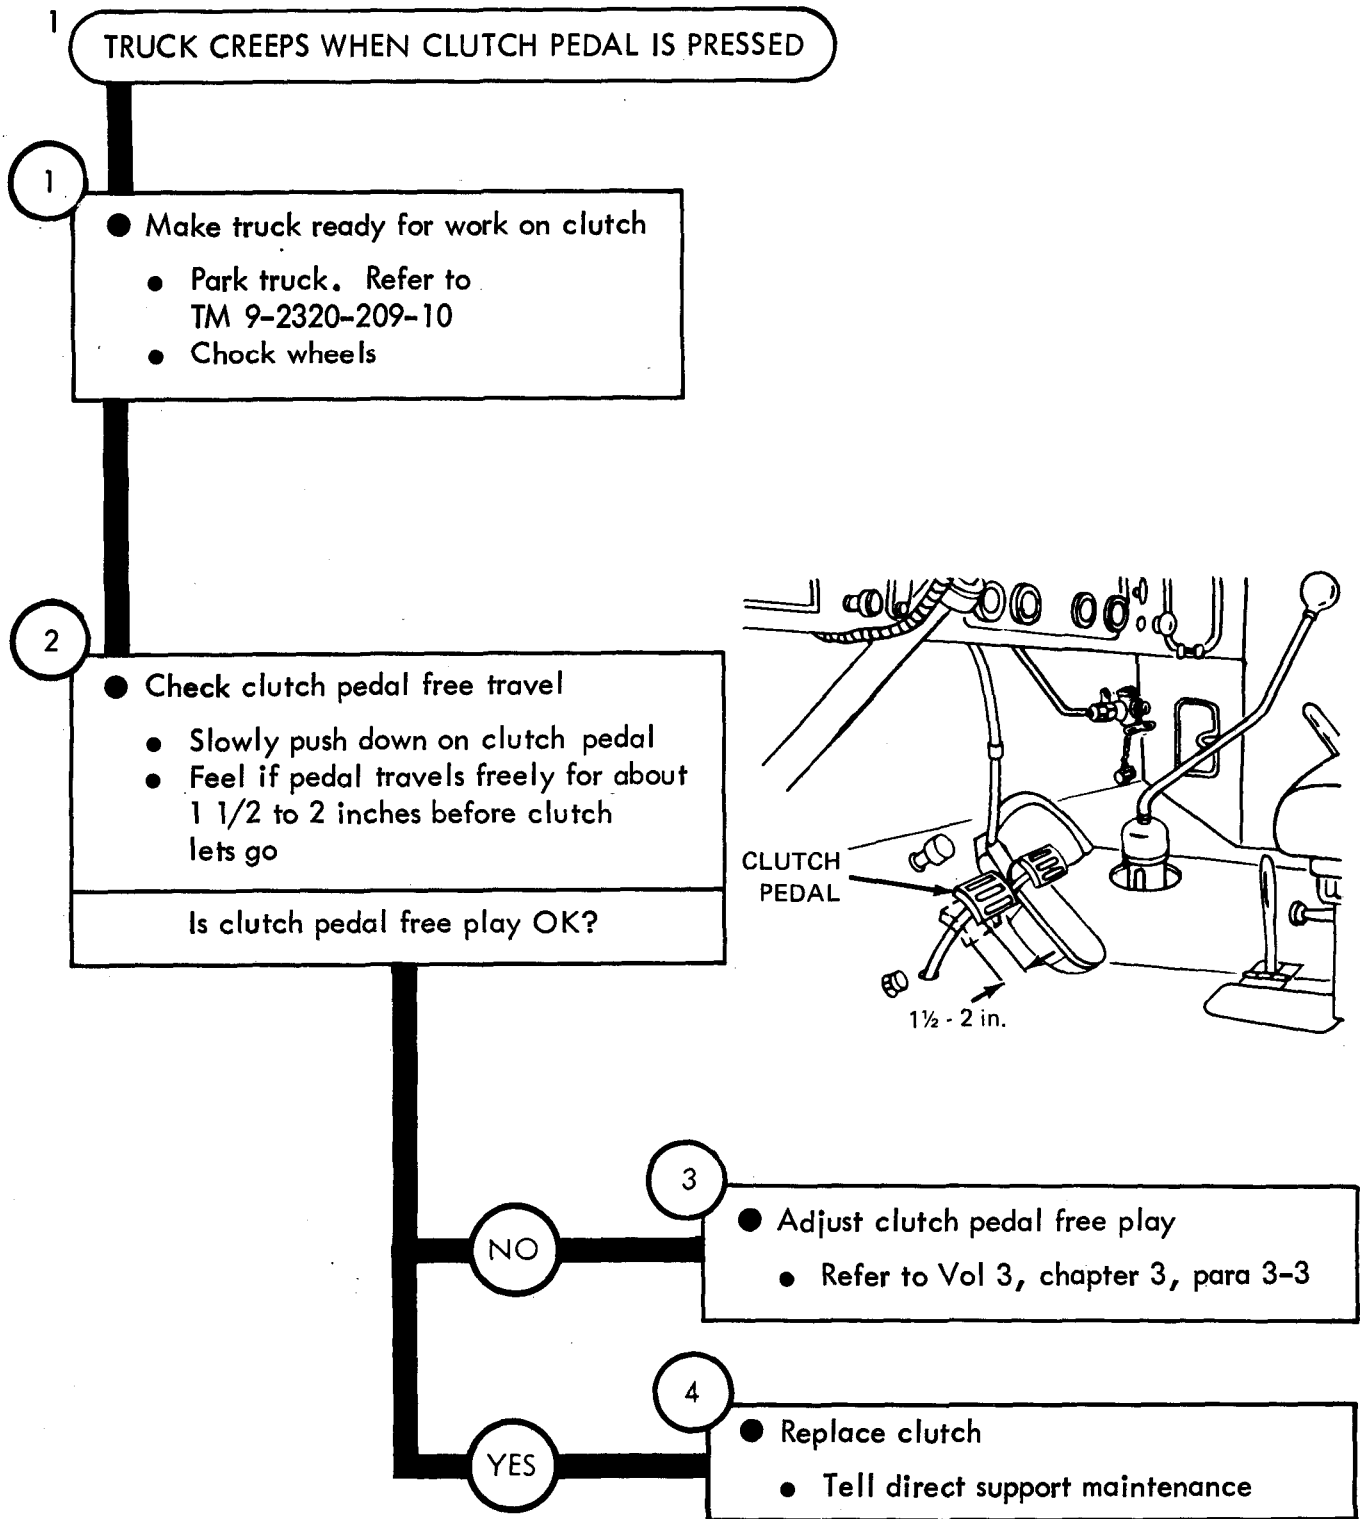 1
TRUCK CREEPS WHEN CLUTCH PEDAL IS PRESSED
1
● Make truck ready for work on clutch
● Park truck. Refer to
TM 9-2320-209-10
● Chock wheels
2
● Check clutch pedal free travel
● Slowly push down on clutch pedal
● Feel if pedal travels freely for about
1 1/2 to 2 inches before clutch
lets go
Is clutch pedal free play OK?
CLUTCH
PEDAL
1½ - 2 in.
NO
3
● Adjust clutch pedal free play
● Refer to Vol 3, chapter 3, para 3-3
YES
4
● Replace clutch
● Tell direct support maintenance